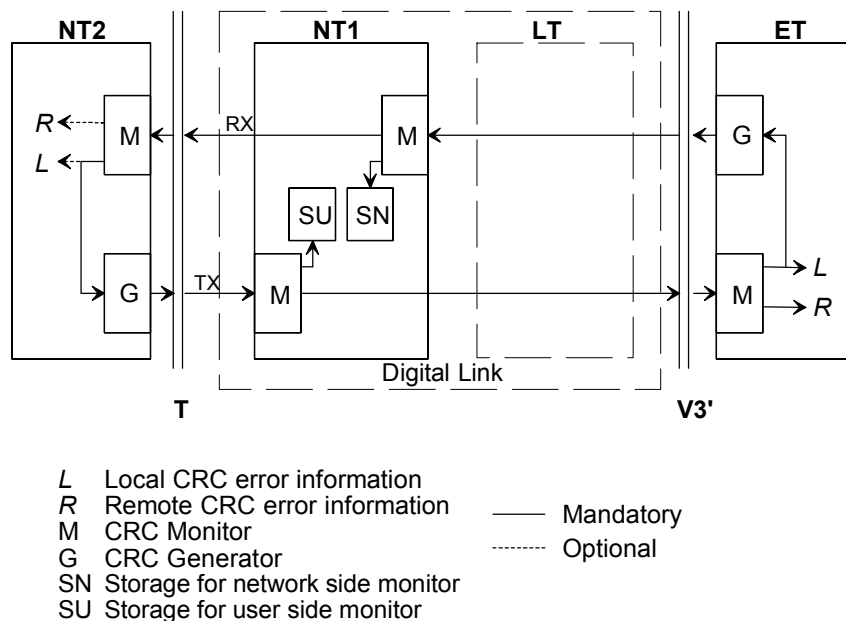 NT2 NT1 LT ET
R M RX M G
L
SU SN
G TX M M L
R
Digital Link
T V3'
L Local CRC error information
R Remote CRC error information
M CRC Monitor
G CRC Generator
SN Storage for network side monitor
SU Storage for user side monitor
Mandatory
Optional